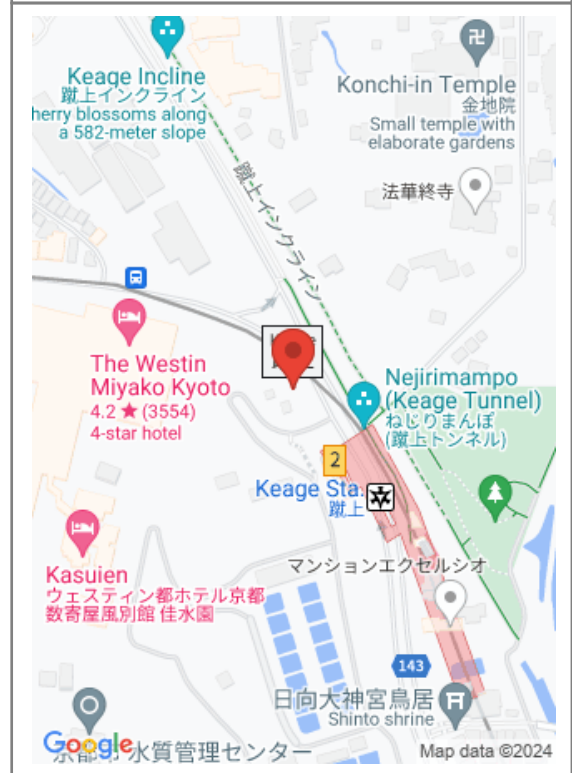 Keage Incline
蹴上インクライン
herry blossoms along
a 582-meter slope
Konchi-in Temple
金地院
Small temple with
elaborate gardens
法華終寺
蹴上インクライン
The Westin
Miyako Kyoto
4.2 ★ (3554)
4-star hotel
Nejirimampo
(Keage Tunnel)
ねじりまんぽ
(蹴上トンネル)
2
Keage Sta.
蹴上
マンションエクセルシオ
Kasuien
ウェスティン都ホテル京都
数寄屋風別館 佳水園
143
日向大神宮鳥居
Shinto shrine
Google
水質管理センター
Map data ©2024